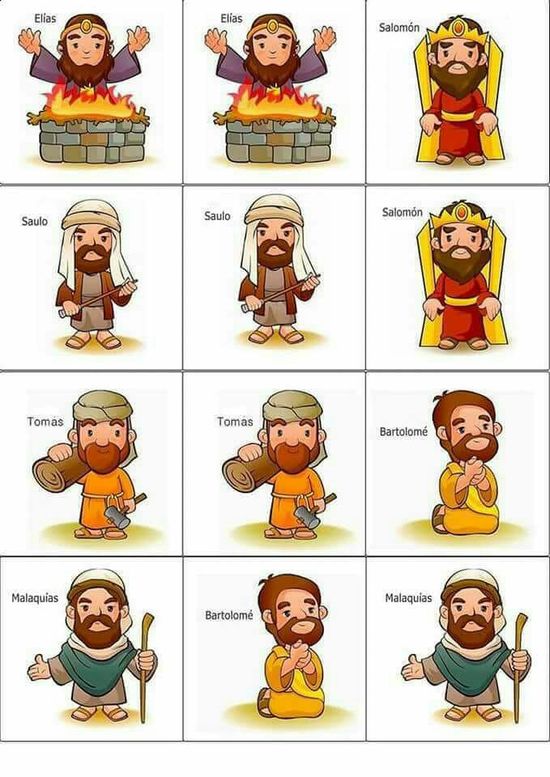 Elías
Elías
Salomón
Saulo
Saulo
Salomón
Tomas
Tomas
Bartolomé
Malaquías
Bartolomé
Malaquías